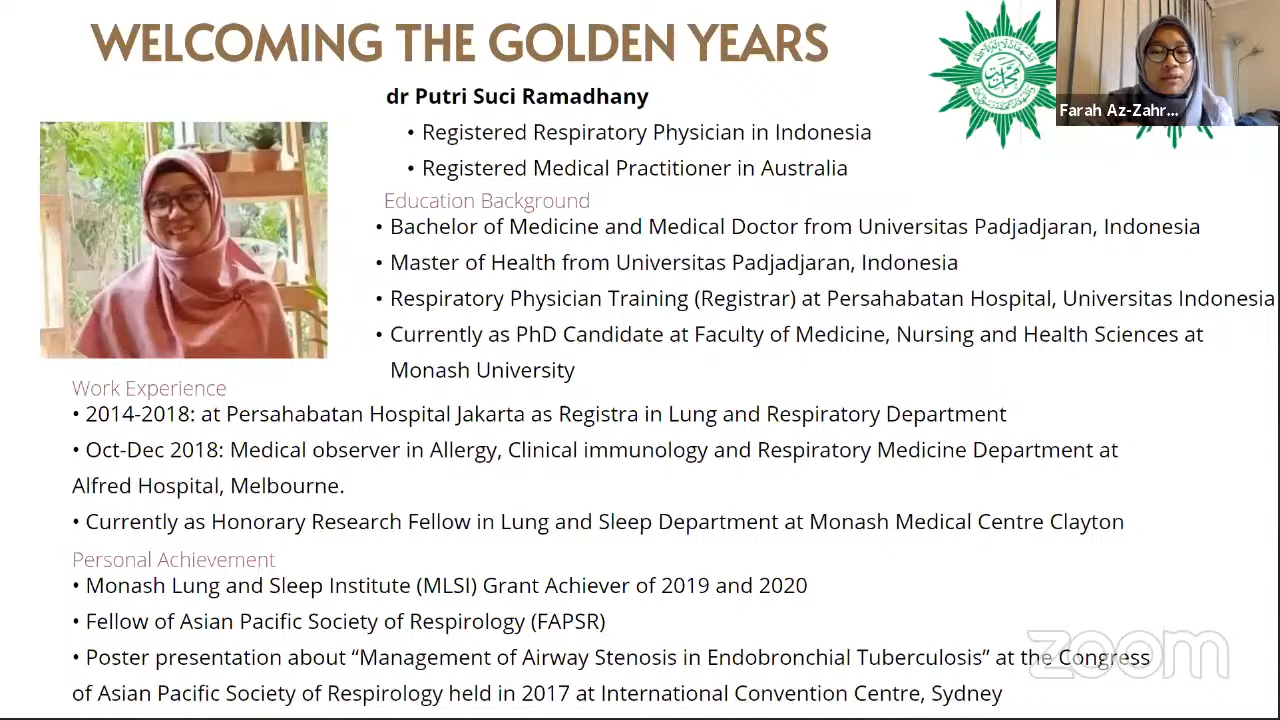 WELCOMING THE GOLDEN YEARS
Farah Az-Zahr...
dr Putri Suci Ramadhany
• Registered Respiratory Physician in Indonesia
• Registered Medical Practitioner in Australia
Education Background
• Bachelor of Medicine and Medical Doctor from Universitas Padjadjaran, Indonesia
• Master of Health from Universitas Padjadjaran, Indonesia
• Respiratory Physician Training (Registrar) at Persahabatan Hospital, Universitas Indonesia
• Currently as PhD Candidate at Faculty of Medicine, Nursing and Health Sciences at
Monash University
Work Experience
• 2014-2018: at Persahabatan Hospital Jakarta as Registra in Lung and Respiratory Department
• Oct-Dec 2018: Medical observer in Allergy, Clinical immunology and Respiratory Medicine Department at
Alfred Hospital, Melbourne.
• Currently as Honorary Research Fellow in Lung and Sleep Department at Monash Medical Centre Clayton
Personal Achievement
• Monash Lung and Sleep Institute (MLSI) Grant Achiever of 2019 and 2020
• Fellow of Asian Pacific Society of Respirology (FAPSR)
• Poster presentation about “Management of Airway Stenosis in Endobronchial Tuberculosis” at the Congress
of Asian Pacific Society of Respirology held in 2017 at International Convention Centre, Sydney
zoom